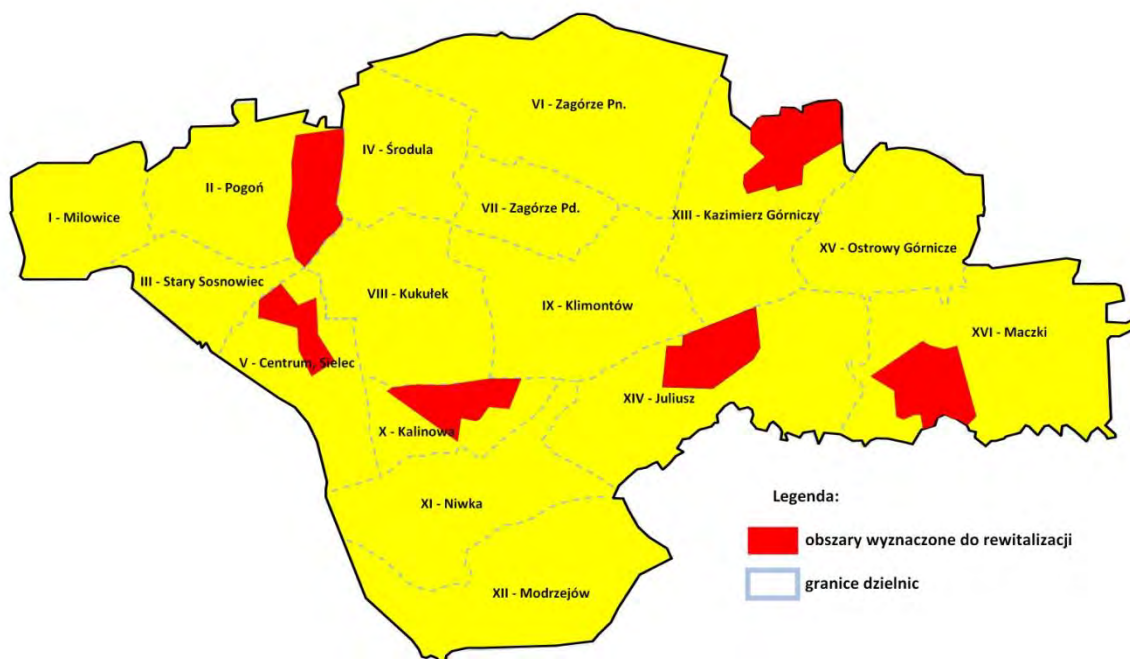 VI - Zagórze Pn.
IV - Środula
II - Pogoń
I - Milowice
VII - Zagórze Pd.
XIII - Kazimierz Górniczy
XV - Ostrowy Górnicze
III - Stary Sosnowiec
VIII - Kukułek
IX - Klimontów
XVI - Maczki
V - Centrum, Sielec
XIV - Juliusz
X - Kalinowa
XI - Niwka
XII - Modrzejów
Legenda:
obszary wyznaczone do rewitalizacji
granice dzielnic